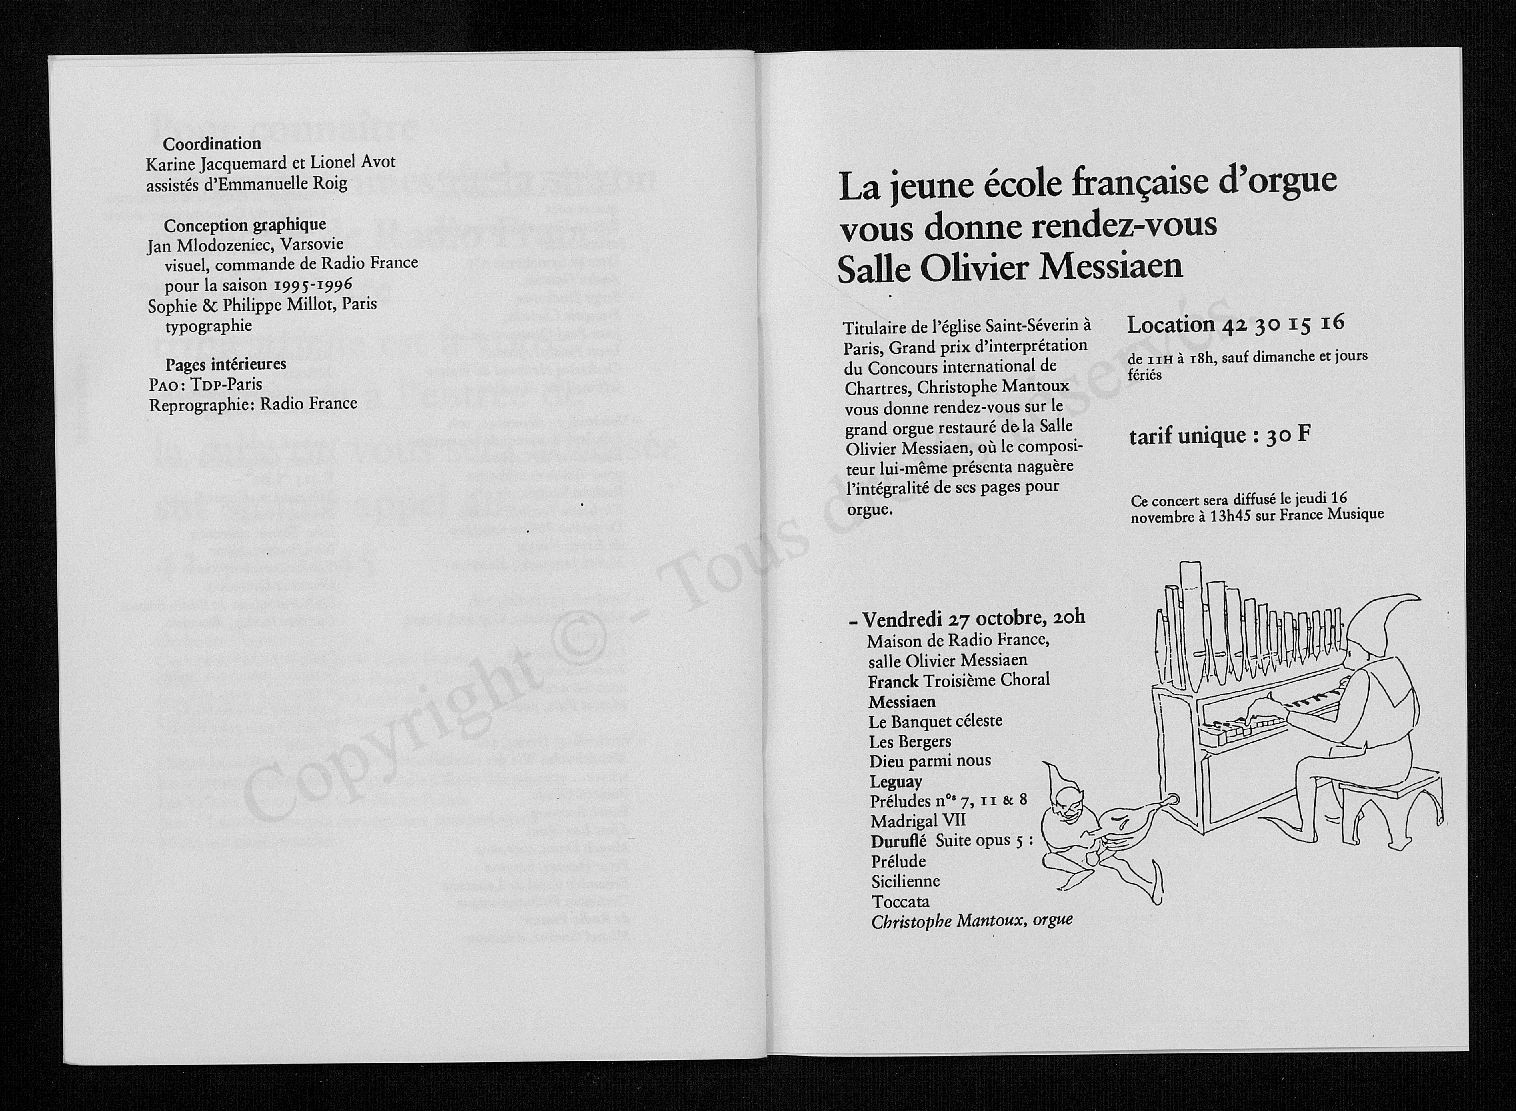 Coordination
Karine Jacquemard et Lionel Avot
assistés d'Emmanuelle Roig
Conception graphique
Jan Mlodozeniec, Varsovie
visuel, commande de Radio France
pour la saison 1995-1996
Sophie & Philippe Millot, Paris
typographie
Pages intérieures
PAO: TDP-Paris
Reprographie: Radio France
La jeune école française d'orgue
vous donne rendez-vous
Salle Olivier Messiaen
Titulaire de l'église Saint-Séverin à
Paris, Grand prix d'interprétation
du Concours international de
Chartres, Christophe Mantoux
vous donne rendez-vous sur le
grand orgue restauré de la Salle
Olivier Messiaen, où le composi-
teur lui-même présenta naguère
l'intégralité de ses pages pour
orgue.
Location 42 30 15 16
de 11H à 18h, sauf dimanche et jours
fériés
tarif unique : 30 F
Ce concert sera diffusé le jeudi 16
novembre à 13h45 sur France Musique
– Vendredi 27 octobre, 20h
Maison de Radio France,
salle Olivier Messiaen
Franck Troisième Choral
Messiaen
Le Banquet céleste
Les Bergers
Dieu parmi nous
Leguay
Préludes nos 7, 11 & 8
Madrigal VII
Duruflé Suite opus 5 :
Prélude
Sicilienne
Toccata
Christophe Mantoux, orgue
Copyright © - Tous droits réservés